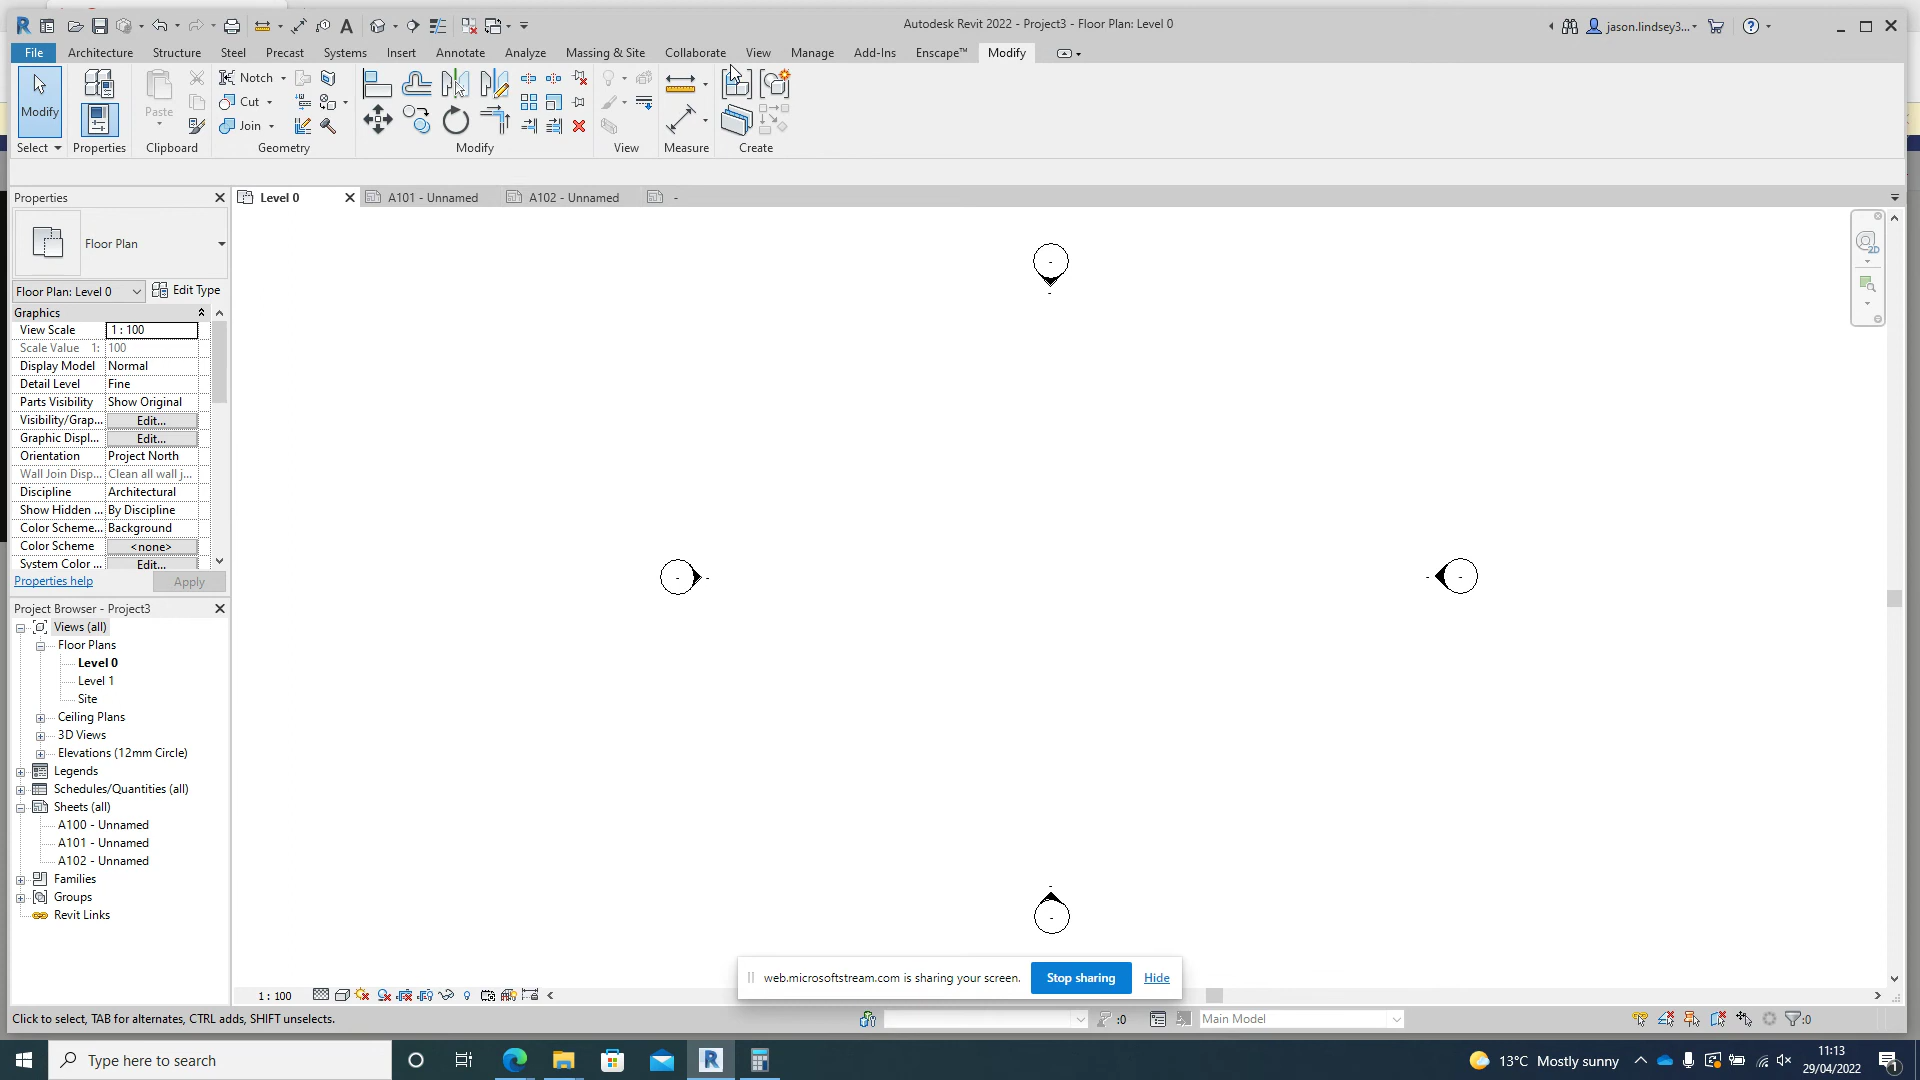 Autodesk Revit 2022 - Project3 - Floor Plan: Level 0
jason.lindsey3...
File Architecture Structure Steel Precast Systems Insert Annotate Analyze Massing & Site Collaborate View Manage Add-Ins Enscape™ Modify
Modify
Paste
Notch
Cut
Join
Select Properties Clipboard Geometry Modify View Measure Create
Properties
Level 0 A101 - Unnamed A102 - Unnamed -
Floor Plan
Floor Plan: Level 0 Edit Type
Graphics
View Scale 1 : 100
Scale Value 1: 100
Display Model Normal
Detail Level Fine
Parts Visibility Show Original
Visibility/Grap... Edit...
Graphic Displ... Edit...
Orientation Project North
Wall Join Disp... Clean all wall j...
Discipline Architectural
Show Hidden ... By Discipline
Color Scheme... Background
Color Scheme <none>
System Color ... Edit...
Properties help Apply
Project Browser - Project3
Views (all)
Floor Plans
Level 0
Level 1
Site
Ceiling Plans
3D Views
Elevations (12mm Circle)
Legends
Schedules/Quantities (all)
Sheets (all)
A100 - Unnamed
A101 - Unnamed
A102 - Unnamed
Families
Groups
Revit Links
2D
web.microsoftstream.com is sharing your screen. Stop sharing Hide
1 : 100
Click to select, TAB for alternates, CTRL adds, SHIFT unselects.
:0
Main Model
:0
Type here to search
13°C Mostly sunny
11:13
29/04/2022
1